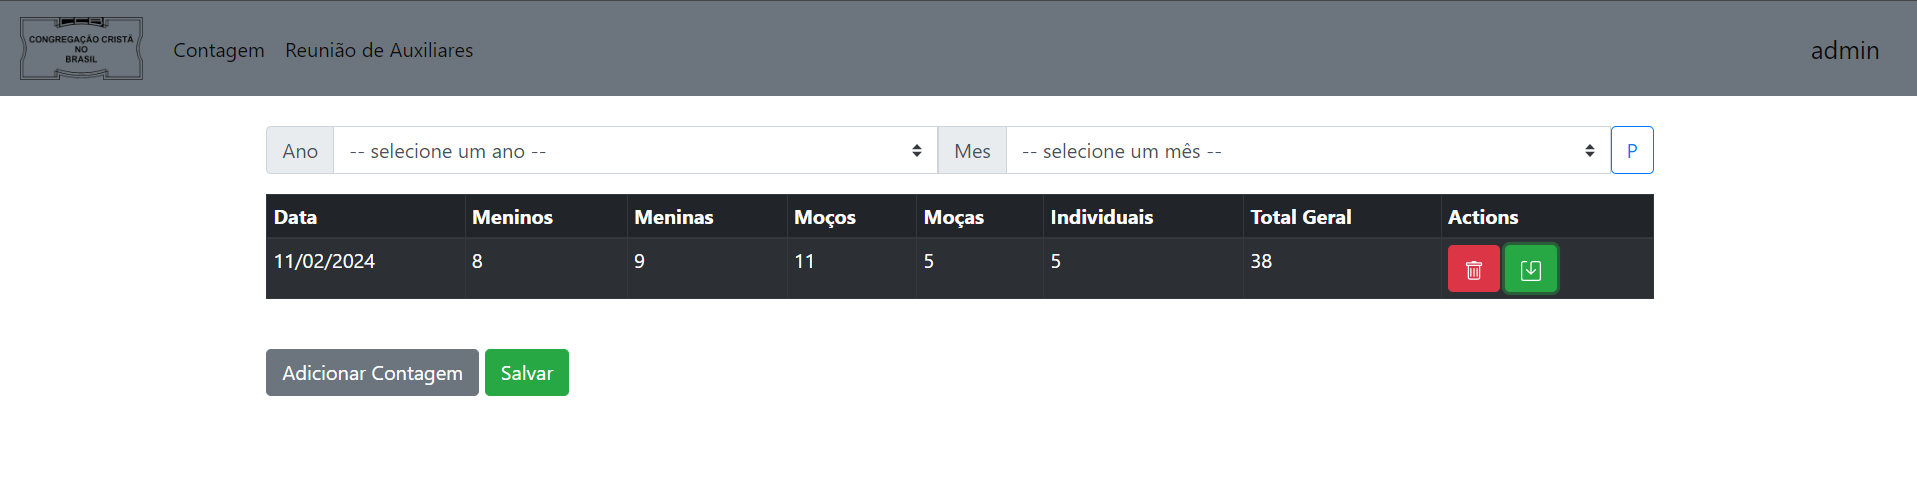 CONGREGAÇÃO CRISTÃ
NO
BRASIL
Contagem Reunião de Auxiliares admin
Ano -- selecione um ano -- Mes -- selecione um mês -- P
Data Meninos Meninas Moços Moças Individuais Total Geral Actions
11/02/2024 8 9 11 5 5 38
Adicionar Contagem Salvar